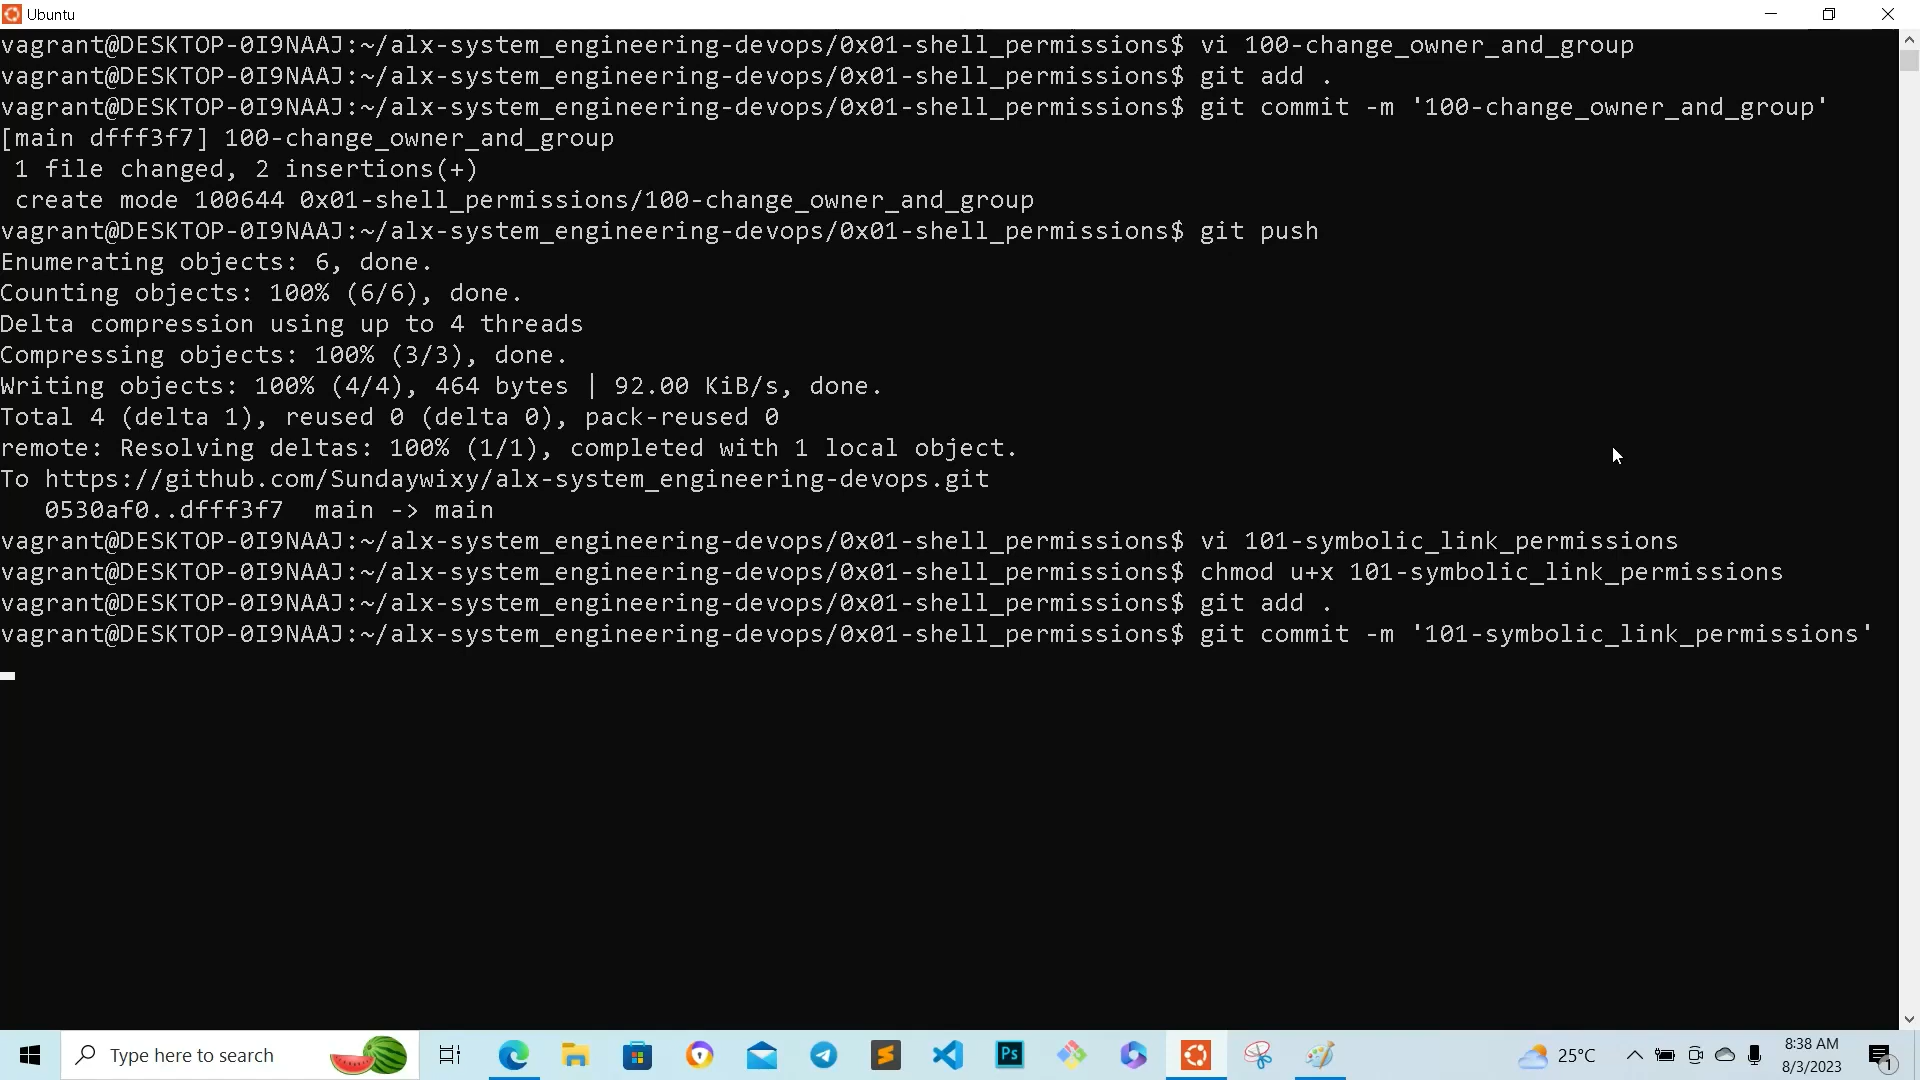 Ubuntu
vagrant@DESKTOP-0I9NAAJ:~/alx-system_engineering-devops/0x01-shell_permissions$ vi 100-change_owner_and_group
vagrant@DESKTOP-0I9NAAJ:~/alx-system_engineering-devops/0x01-shell_permissions$ git add .
vagrant@DESKTOP-0I9NAAJ:~/alx-system_engineering-devops/0x01-shell_permissions$ git commit -m '100-change_owner_and_group'
[main dfff3f7] 100-change_owner_and_group
 1 file changed, 2 insertions(+)
 create mode 100644 0x01-shell_permissions/100-change_owner_and_group
vagrant@DESKTOP-0I9NAAJ:~/alx-system_engineering-devops/0x01-shell_permissions$ git push
Enumerating objects: 6, done.
Counting objects: 100% (6/6), done.
Delta compression using up to 4 threads
Compressing objects: 100% (3/3), done.
Writing objects: 100% (4/4), 464 bytes | 92.00 KiB/s, done.
Total 4 (delta 1), reused 0 (delta 0), pack-reused 0
remote: Resolving deltas: 100% (1/1), completed with 1 local object.
To https://github.com/Sundaywixy/alx-system_engineering-devops.git
   0530af0..dfff3f7  main -> main
vagrant@DESKTOP-0I9NAAJ:~/alx-system_engineering-devops/0x01-shell_permissions$ vi 101-symbolic_link_permissions
vagrant@DESKTOP-0I9NAAJ:~/alx-system_engineering-devops/0x01-shell_permissions$ chmod u+x 101-symbolic_link_permissions
vagrant@DESKTOP-0I9NAAJ:~/alx-system_engineering-devops/0x01-shell_permissions$ git add .
vagrant@DESKTOP-0I9NAAJ:~/alx-system_engineering-devops/0x01-shell_permissions$ git commit -m '101-symbolic_link_permissions'
Type here to search
Ps
25°C
8:38 AM
8/3/2023
1